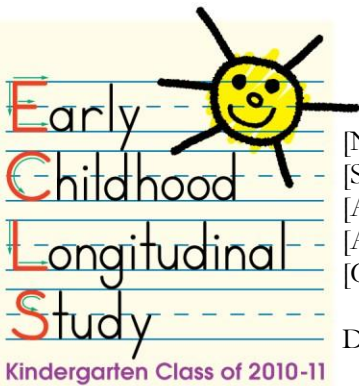 Early
Childhood
Longitudinal
Study
Kindergarten Class of 2010-11
[N
[S
[A
[A
[C
D